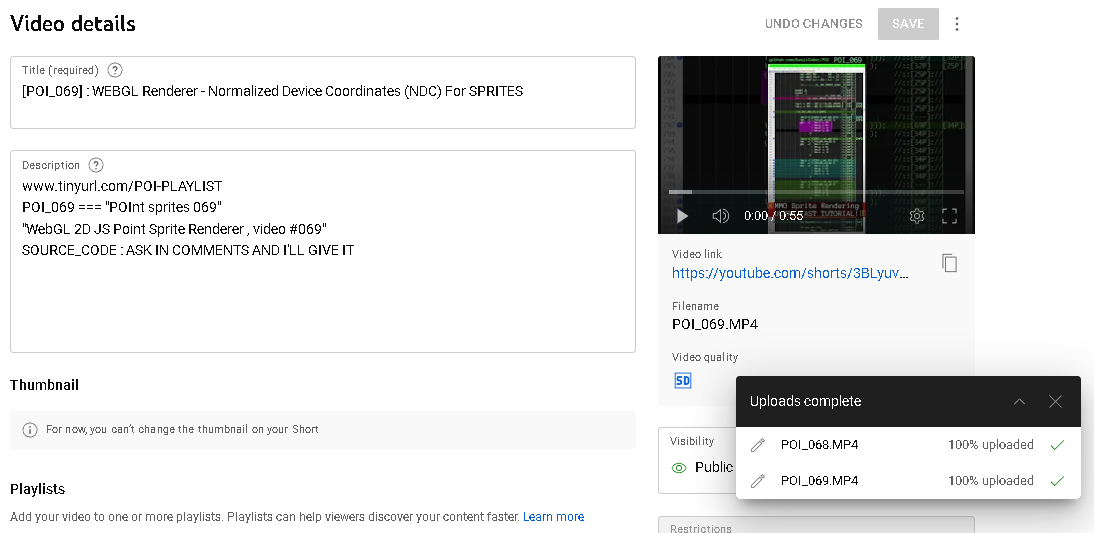 Video details
UNDO CHANGES
SAVE
Title (required)
[POI_069] : WEBGL Renderer - Normalized Device Coordinates (NDC) For SPRITES
Description
www.tinyurl.com/POI-PLAYLIST
POI_069 === "POInt sprites 069"
"WebGL 2D JS Point Sprite Renderer , video #069"
SOURCE_CODE : ASK IN COMMENTS AND I'LL GIVE IT
Thumbnail
For now, you can't change the thumbnail on your Short
Playlists
Add your video to one or more playlists. Playlists can help viewers discover your content faster. Learn more
POI_069
MMO Sprite Rendering
FAST TUTORIAL
0:00 / 0:55
Video link
https://youtube.com/shorts/3BLyuv...
Filename
POI_069.MP4
Video quality
SD
Uploads complete
POI_068.MP4 100% uploaded
POI_069.MP4 100% uploaded
Visibility
Public
Restrictions